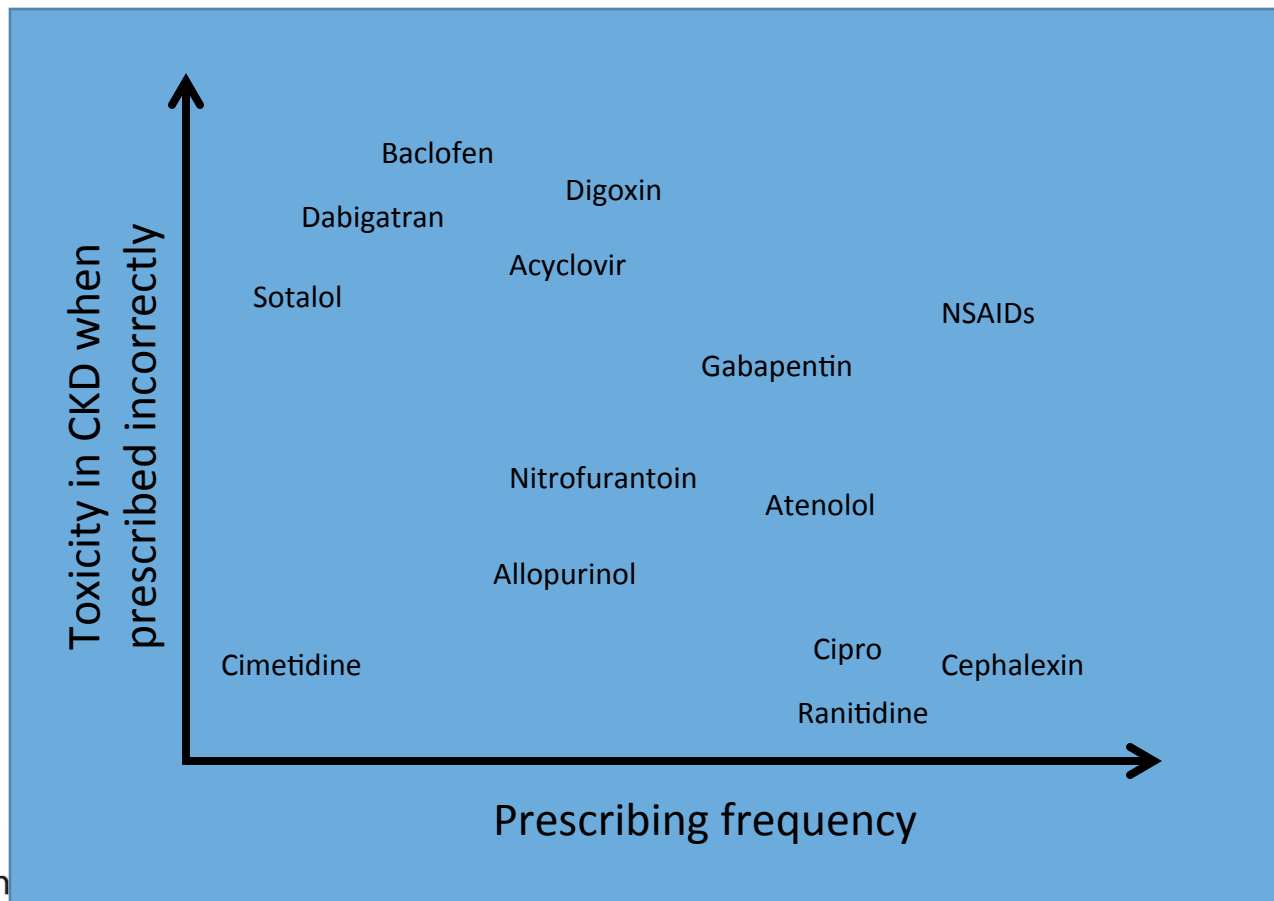 Baclofen
Digoxin
Dabigatran
Acyclovir
Sotalol
NSAIDs
Gabapentin
Nitrofurantoin
Atenolol
Allopurinol
Cipro
Cimetidine
Cephalexin
Ranitidine
Toxicity in CKD when
prescribed incorrectly
Prescribing frequency